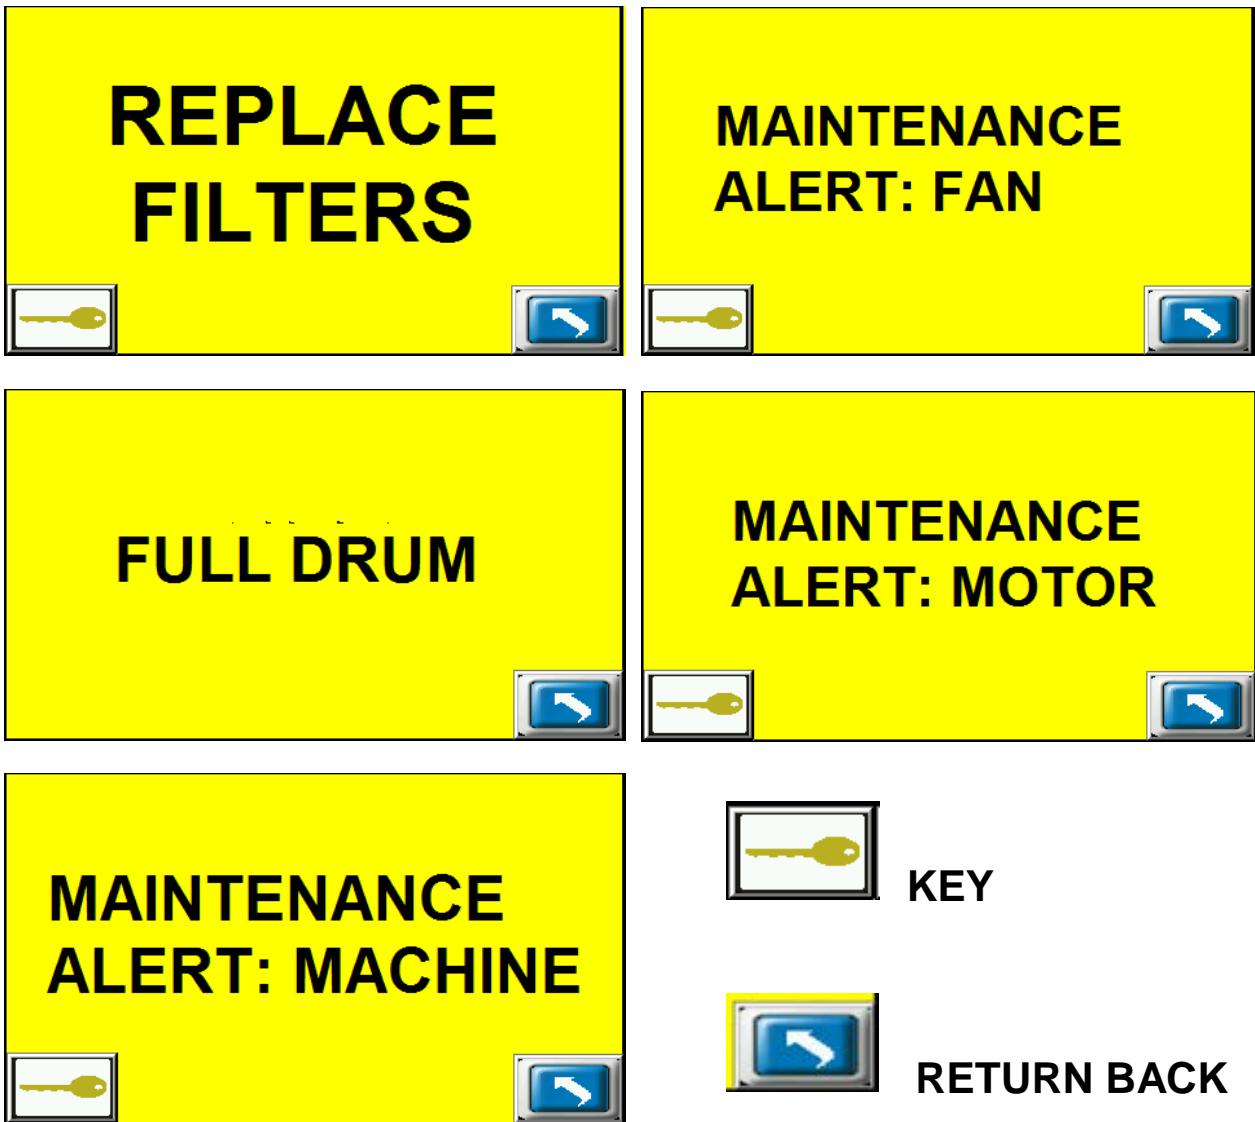 REPLACE
FILTERS
MAINTENANCE
ALERT: FAN
FULL DRUM
MAINTENANCE
ALERT: MOTOR
MAINTENANCE
ALERT: MACHINE
KEY
RETURN BACK